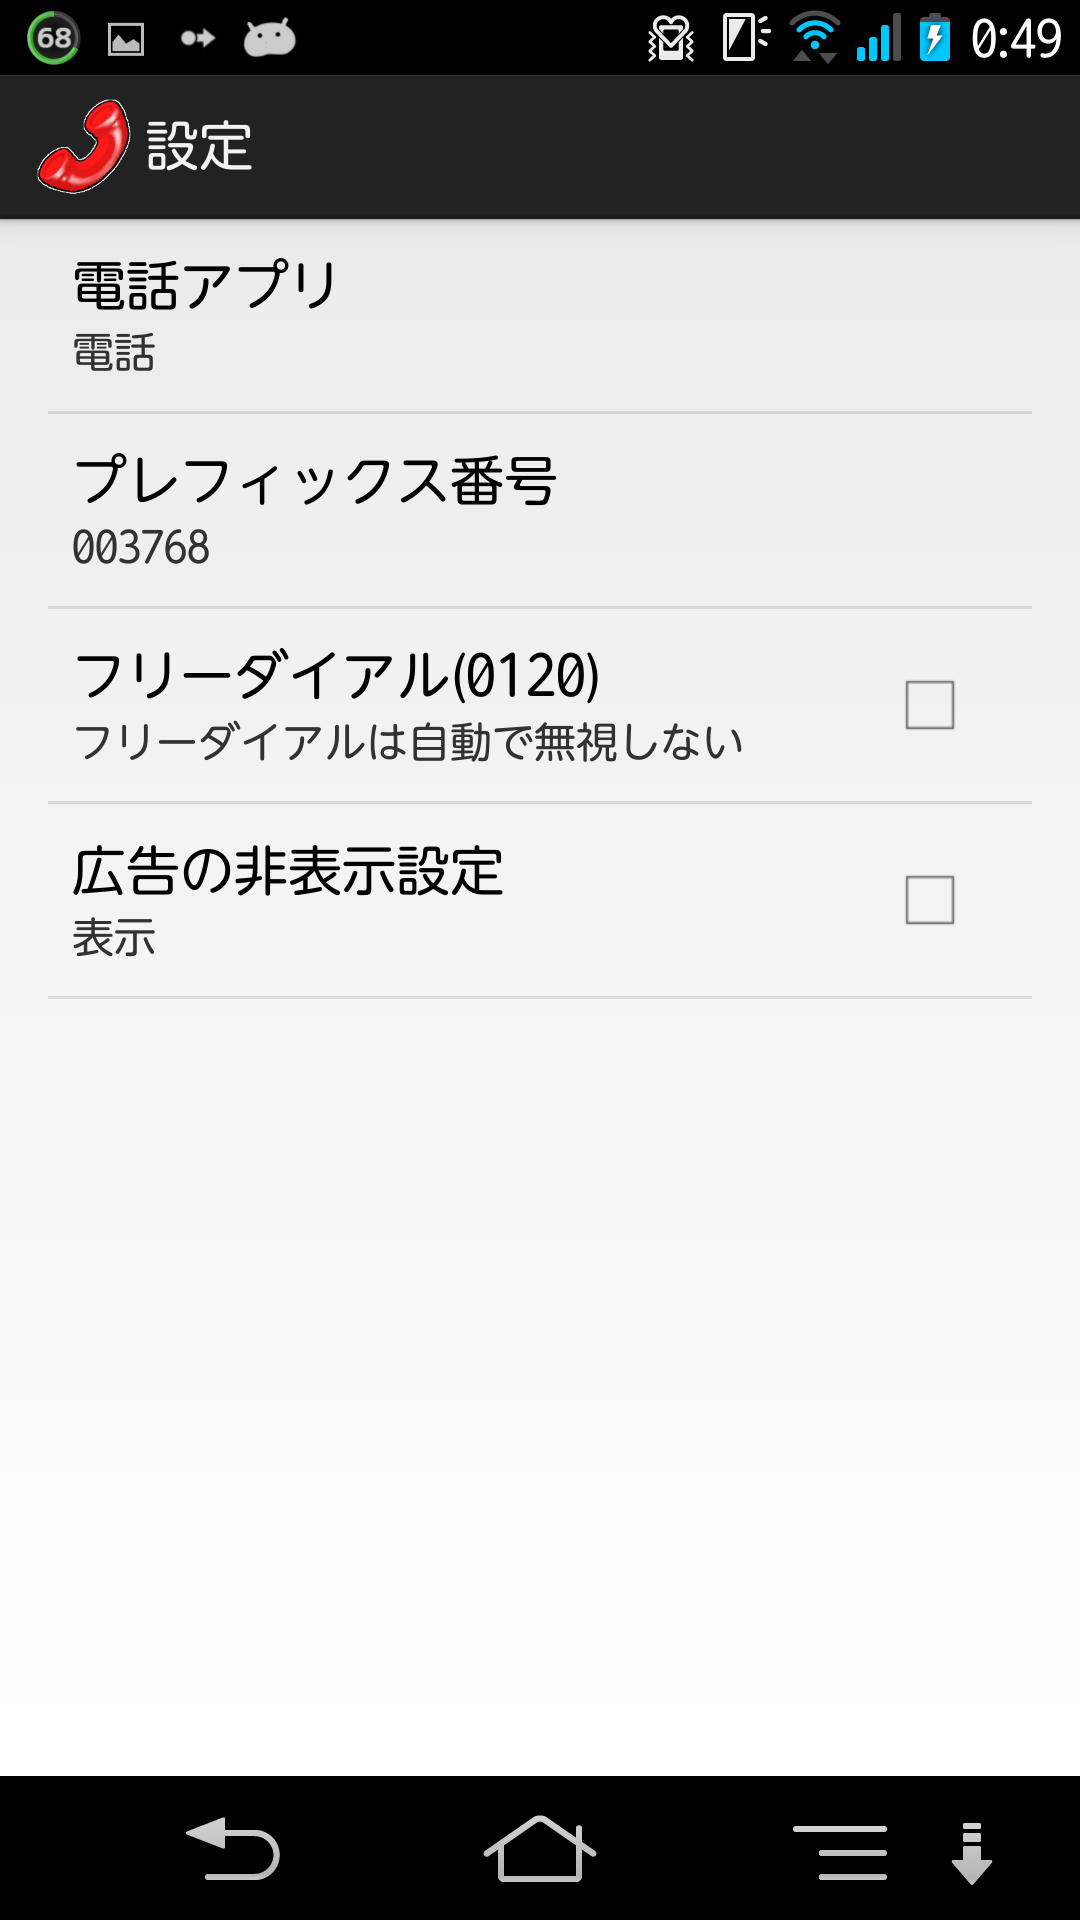 68
0:49
設定
電話アプリ
電話
プレフィックス番号
003768
フリーダイアル(0120)
フリーダイアルは自動で無視しない
広告の非表示設定
表示